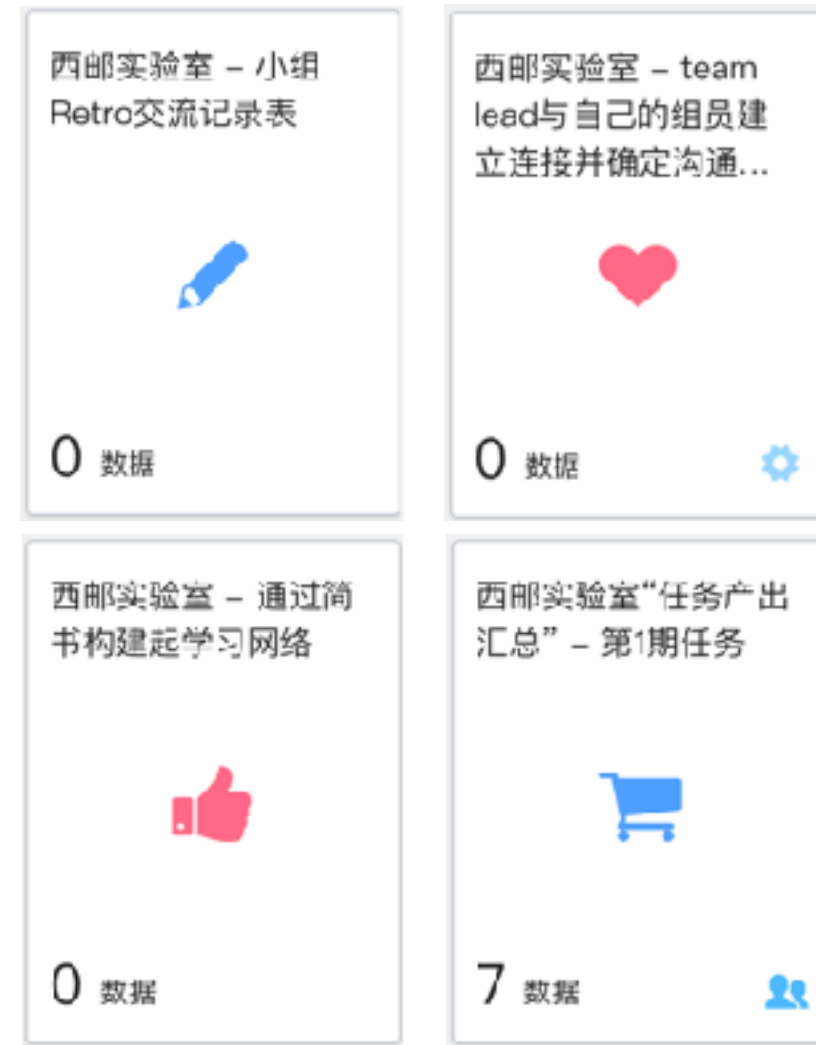 西邮实验室 – 小组
Retro交流记录表
0 数据
西邮实验室 – team
lead与自己的组员建
立连接并确定沟通...
0 数据
西邮实验室 – 通过简
书构建起学习网络
0 数据
西邮实验室“任务产出
汇总” – 第1期任务
7 数据